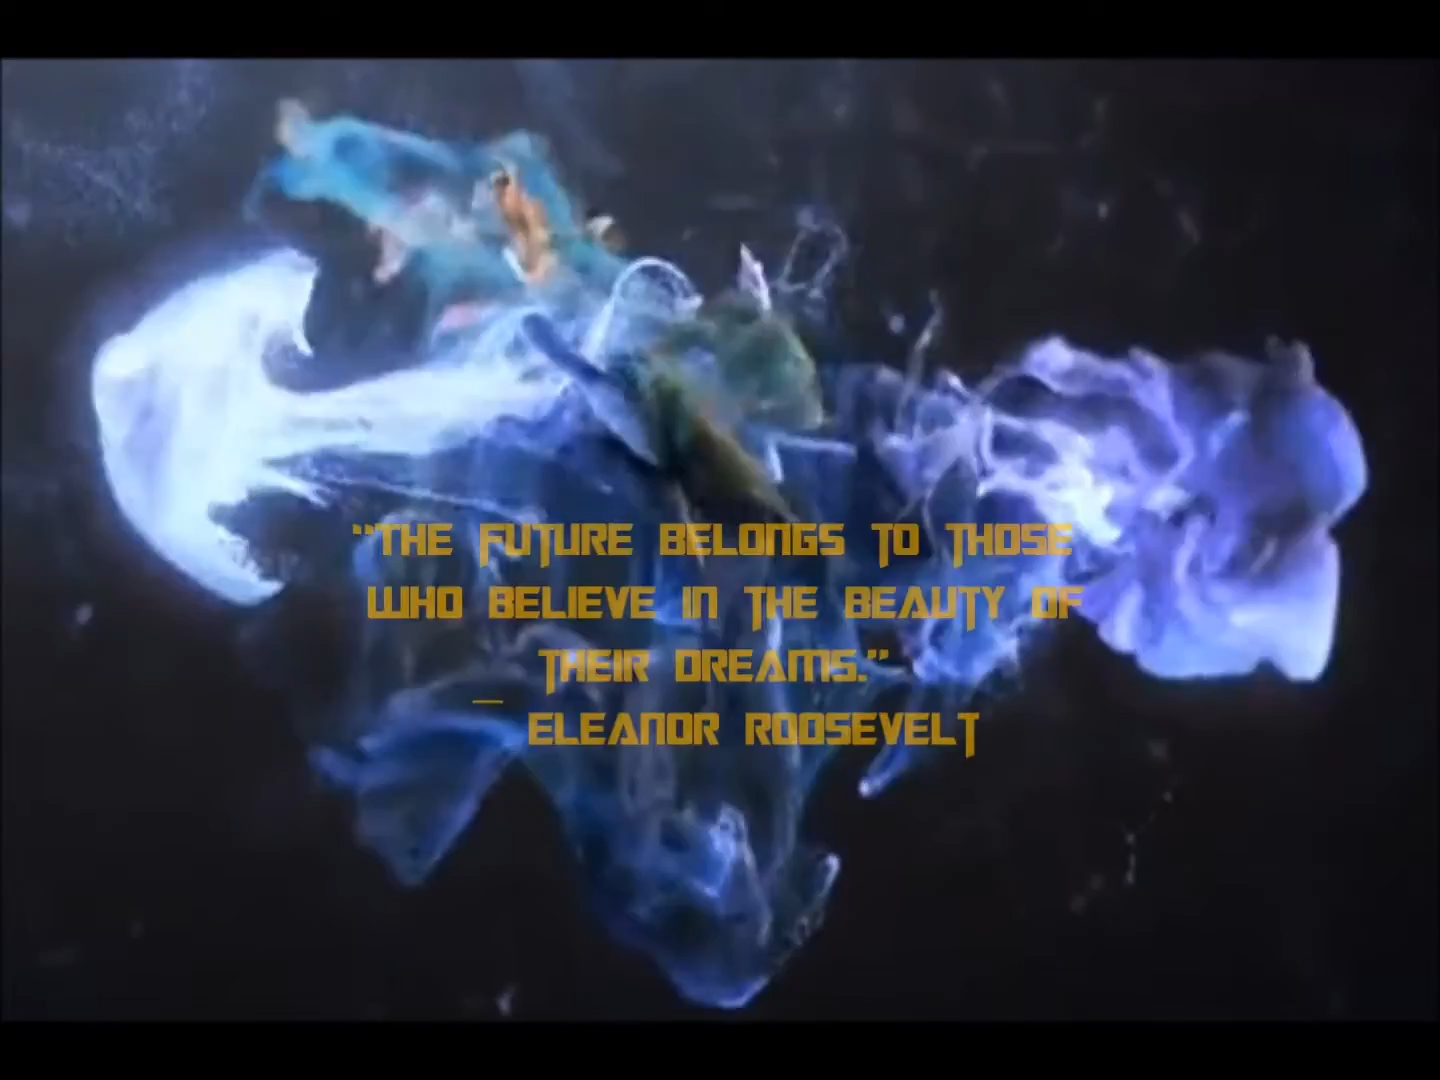 “THE FUTURE BELONGS TO THOSE
WHO BELIEVE IN THE BEAUTY OF
THEIR DREAMS.”
― ELEANOR ROOSEVELT